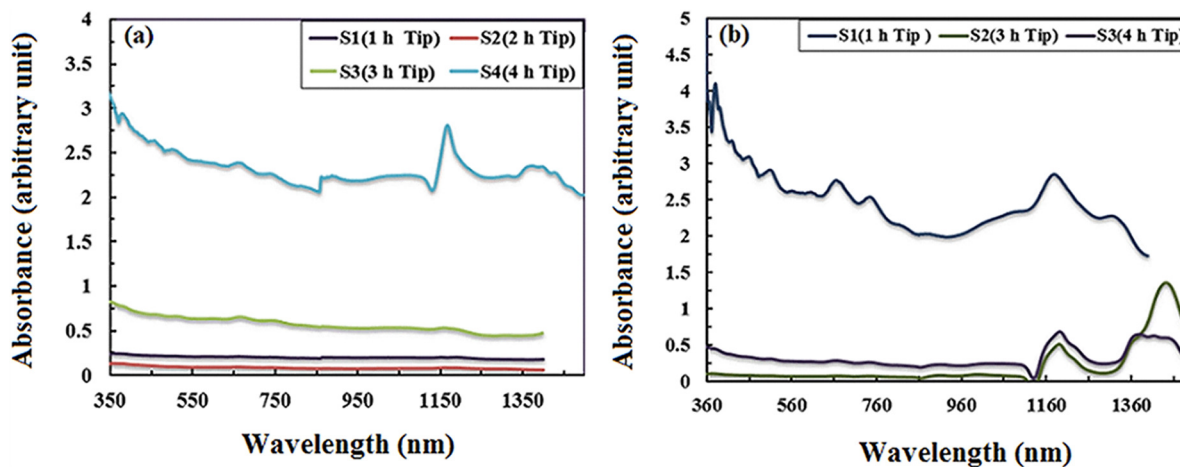 (a)
S1(1 h Tip)
S2(2 h Tip)
S3(3 h Tip)
S4(4 h Tip)
Absorbance (arbitrary unit)
4
3.5
3
2.5
2
1.5
1
0.5
0
350 550 750 950 1150 1350
Wavelength (nm)
(b)
S1(1 h Tip )
S2(3 h Tip)
S3(4 h Tip)
Absorbance (arbitrary unit)
5
4.5
4
3.5
3
2.5
2
1.5
1
0.5
0
360 560 760 960 1160 1360
Wavelength (nm)